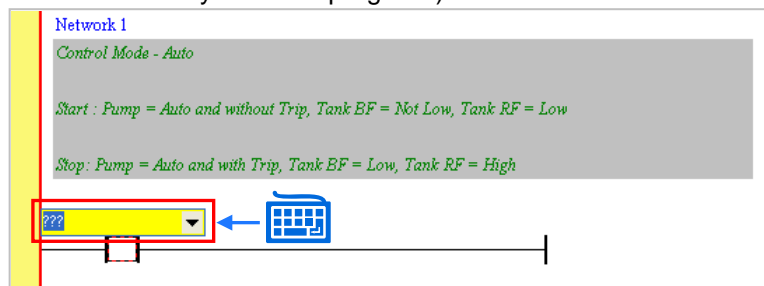 Network 1
Control Mode - Auto
Start : Pump = Auto and without Trip, Tank BF = Not Low, Tank RF = Low
Stop: Pump = Auto and with Trip, Tank BF = Low, Tank RF = High
???